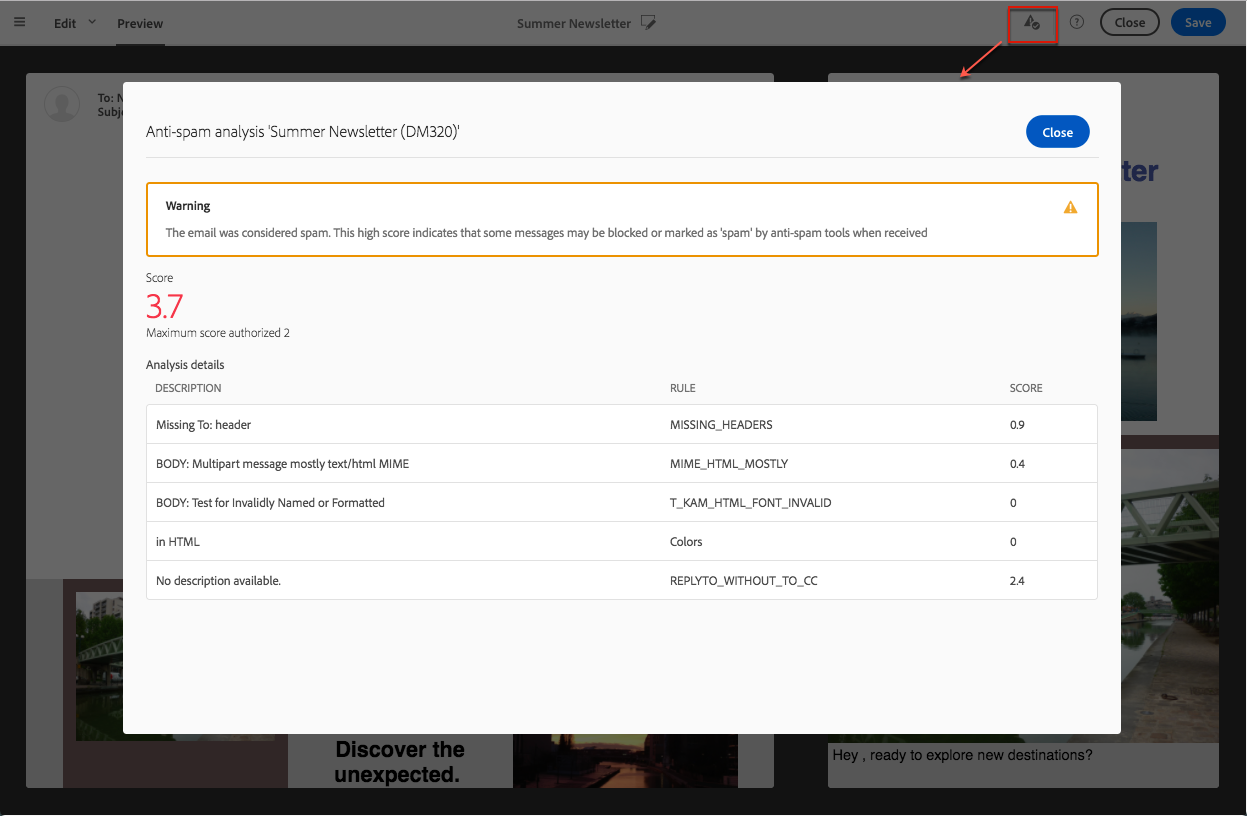 Edit Preview Summer Newsletter Close Save
To:
Anti-spam analysis 'Summer Newsletter (DM320)' Close
Warning
The email was considered spam. This high score indicates that some messages may be blocked or marked as 'spam' by anti-spam tools when received
Score
3.7
Maximum score authorized 2
Analysis details
DESCRIPTION RULE SCORE
Missing To: header MISSING_HEADERS 0.9
BODY: Multipart message mostly text/html MIME MIME_HTML_MOSTLY 0.4
BODY: Test for Invalidly Named or Formatted T_KAM_HTML_FONT_INVALID 0
in HTML Colors 0
No description available. REPLYTO_WITHOUT_TO_CC 2.4
Discover the
unexpected.
Hey , ready to explore new destinations?